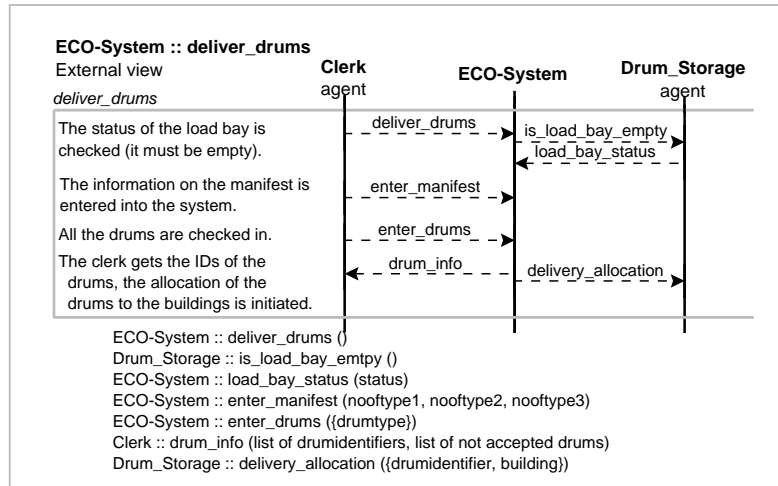 ECO-System :: deliver_drums
External view
Clerk
agent
ECO-System
Drum_Storage
agent
deliver_drums
The status of the load bay is
checked (it must be empty).
deliver_drums
is_load_bay_empty
load_bay_status
The information on the manifest is
entered into the system.
enter_manifest
All the drums are checked in.
enter_drums
The clerk gets the IDs of the
drums, the allocation of the
drums to the buildings is initiated.
drum_info
delivery_allocation
ECO-System :: deliver_drums ()
Drum_Storage :: is_load_bay_emtpy ()
ECO-System :: load_bay_status (status)
ECO-System :: enter_manifest (nooftype1, nooftype2, nooftype3)
ECO-System :: enter_drums ({drumtype})
Clerk :: drum_info (list of drumidentifiers, list of not accepted drums)
Drum_Storage :: delivery_allocation ({drumidentifier, building})